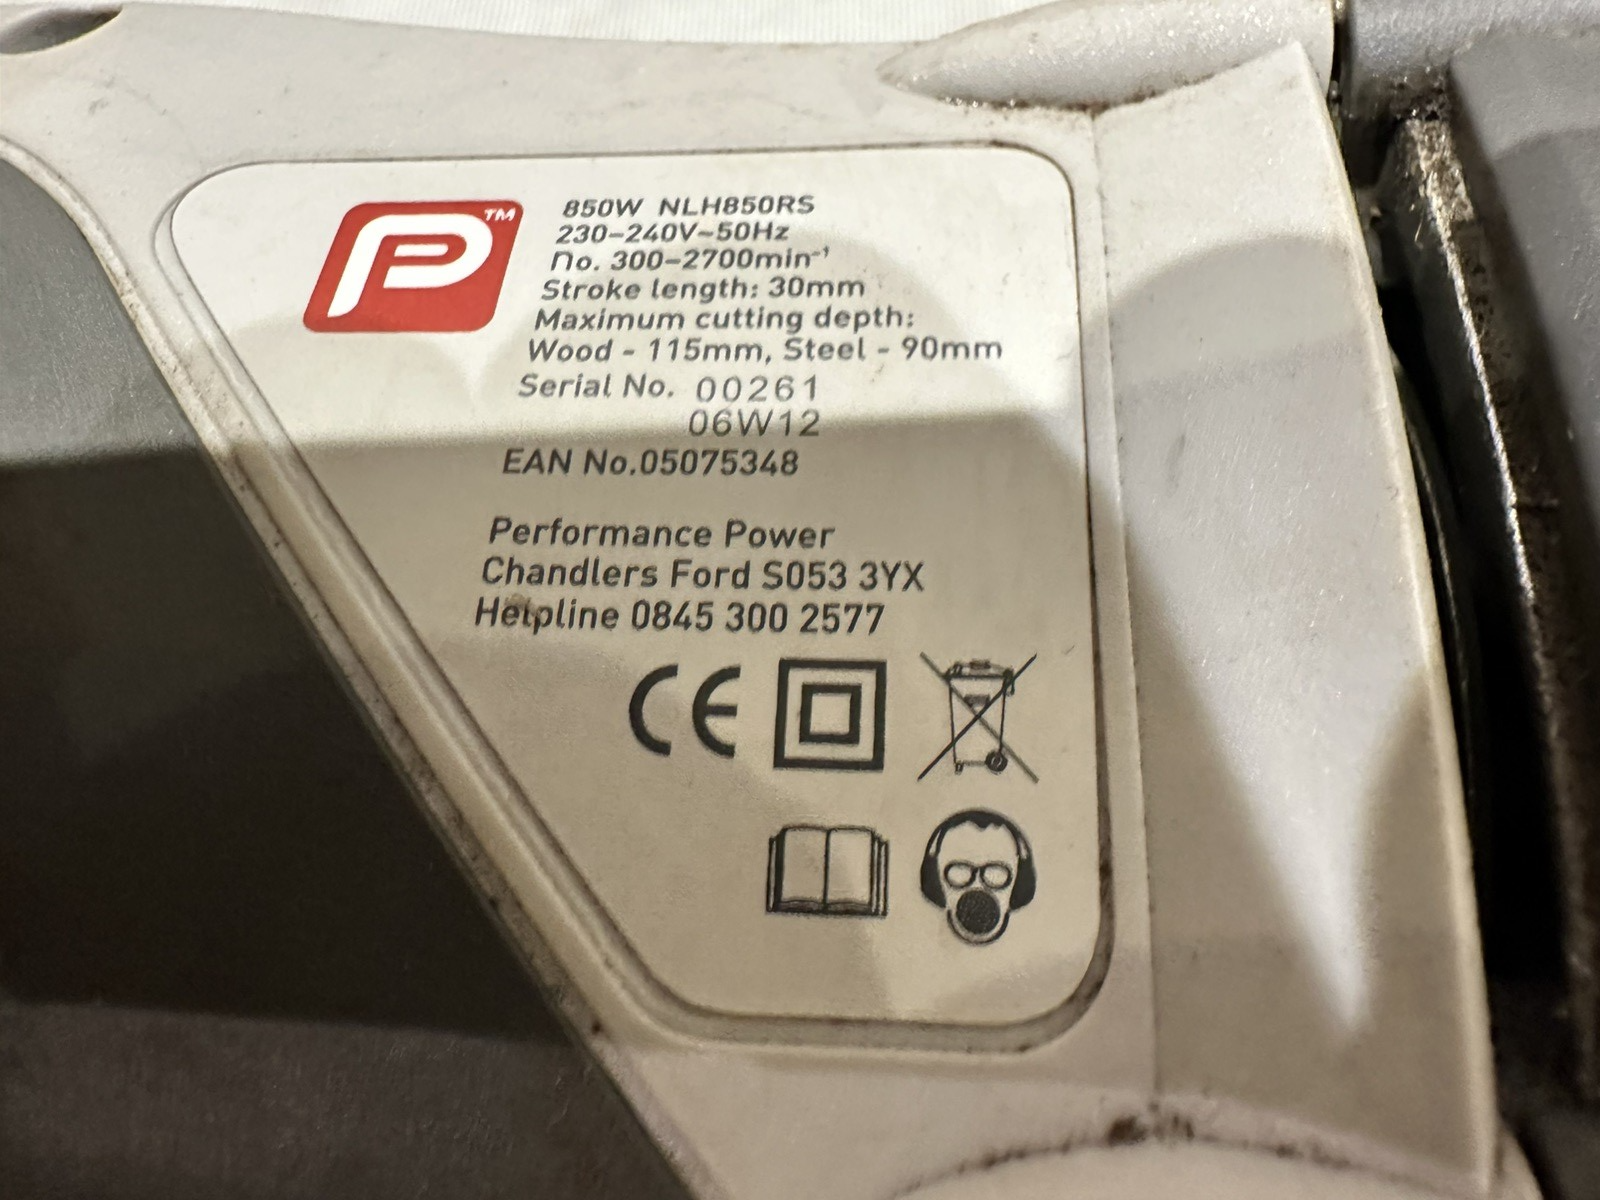 P™
850W NLH850RS
230-240V~50Hz
no. 300-2700min⁻¹
Stroke length: 30mm
Maximum cutting depth:
Wood - 115mm, Steel - 90mm
Serial No. 00261
06W12
EAN No.05075348
Performance Power
Chandlers Ford S053 3YX
Helpline 0845 300 2577
CE